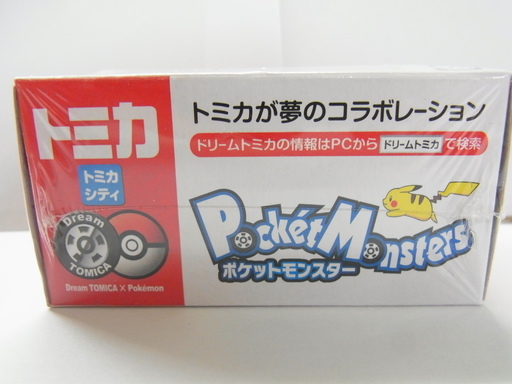 トミカ
トミカ
シティ
Dream
TOMICA
Dream TOMICA × Pokémon
トミカが夢のコラボレーション
ドリームトミカの情報はPCから ドリームトミカ で検索
Pocket Monsters
ポケットモンスター